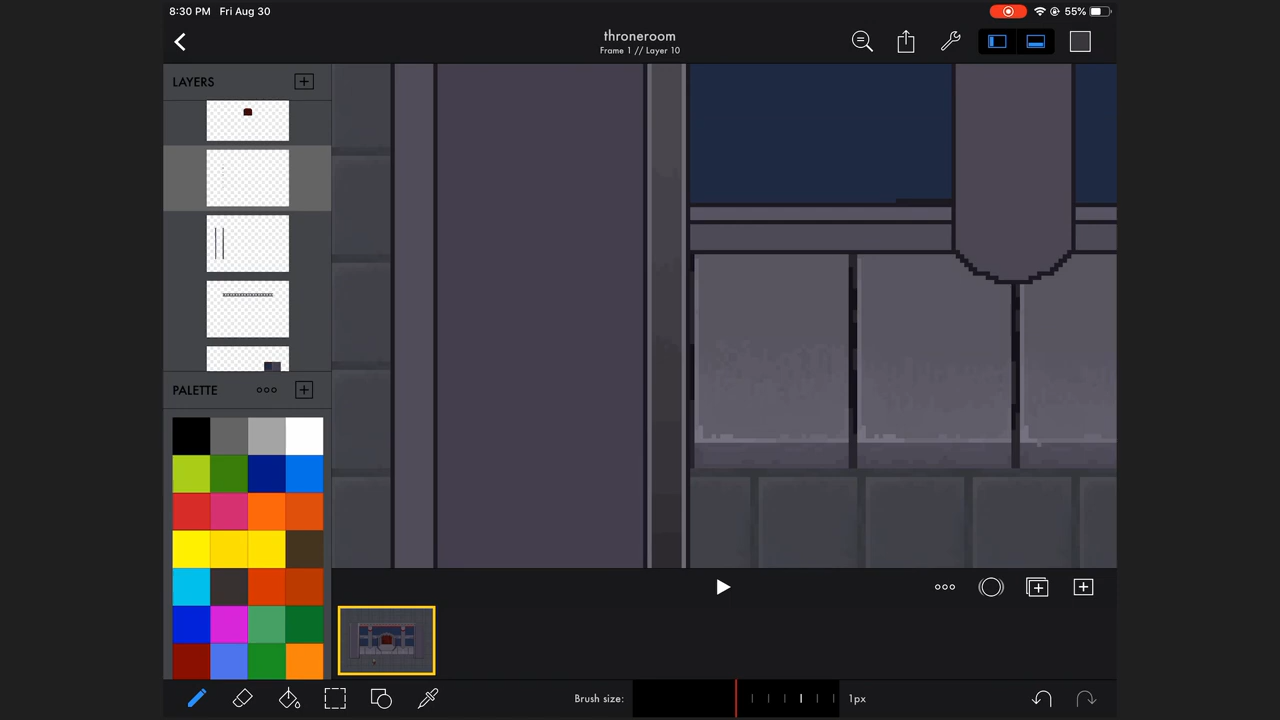 8:30 PM Fri Aug 30
55%
throneroom
Frame 1 // Layer 10
LAYERS
PALETTE
Brush size:
1px